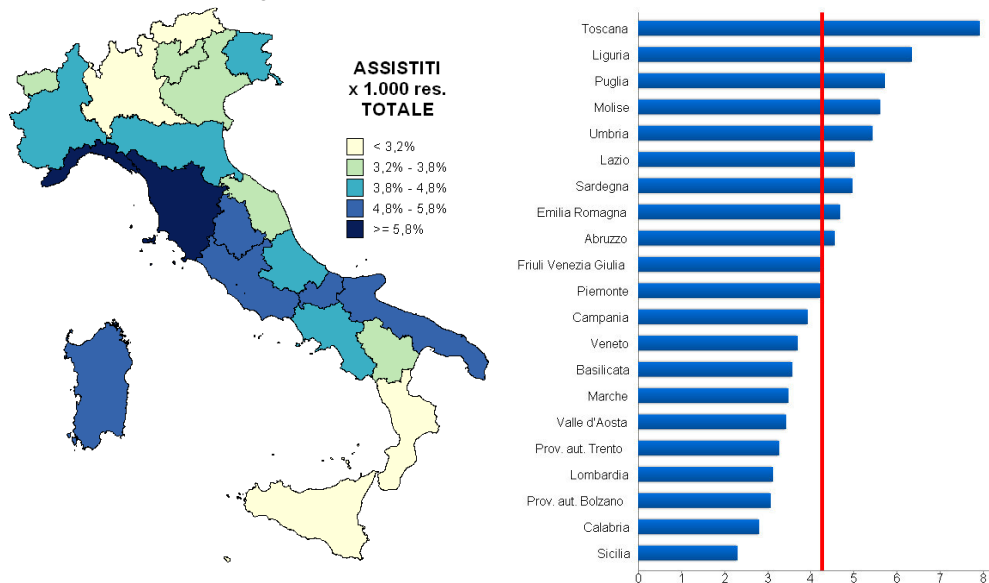 ASSISTITI
x 1.000 res.
TOTALE
< 3,2%
3,2% - 3,8%
3,8% - 4,8%
4,8% - 5,8%
>= 5,8%
Toscana
Liguria
Puglia
Molise
Umbria
Lazio
Sardegna
Emilia Romagna
Abruzzo
Friuli Venezia Giulia
Piemonte
Campania
Veneto
Basilicata
Marche
Valle d'Aosta
Prov. aut. Trento
Lombardia
Prov. aut. Bolzano
Calabria
Sicilia
0 1 2 3 4 5 6 7 8